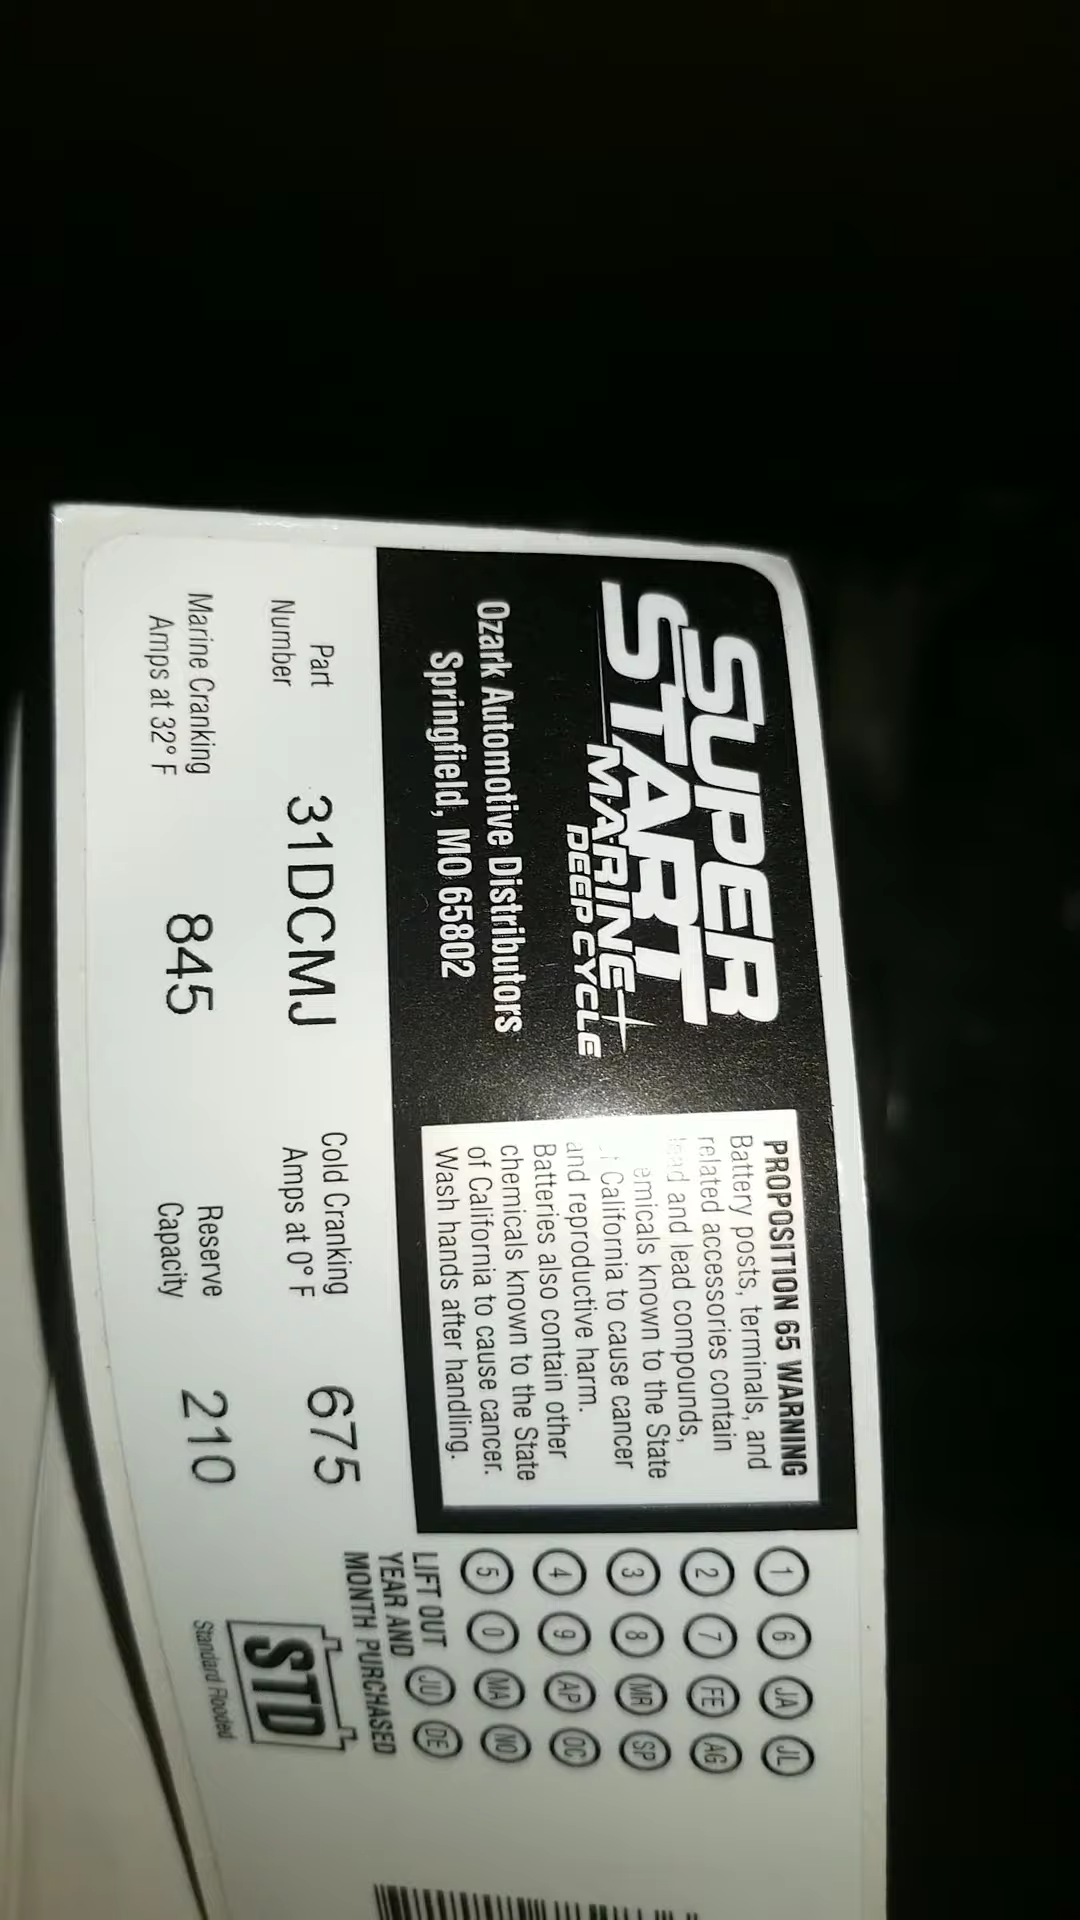 SUPER
START
MARINE
DEEP CYCLE
Ozark Automotive Distributors
Springfield, MO 65802
PROPOSITION 65 WARNING
Battery posts, terminals, and
related accessories contain
lead and lead compounds,
emicals known to the State
f California to cause cancer
and reproductive harm.
Batteries also contain other
chemicals known to the State
of California to cause cancer.
Wash hands after handling.
1 6 JA JL
2 7 FE AG
3 8 MR SP
4 9 AP OC
5 0 MA NO
LIFT OUT JU DE
YEAR AND
MONTH PURCHASED
Part
Number
31DCMJ
Cold Cranking
Amps at 0° F
675
Marine Cranking
Amps at 32° F
845
Reserve
Capacity
210
STD
Standard Flooded